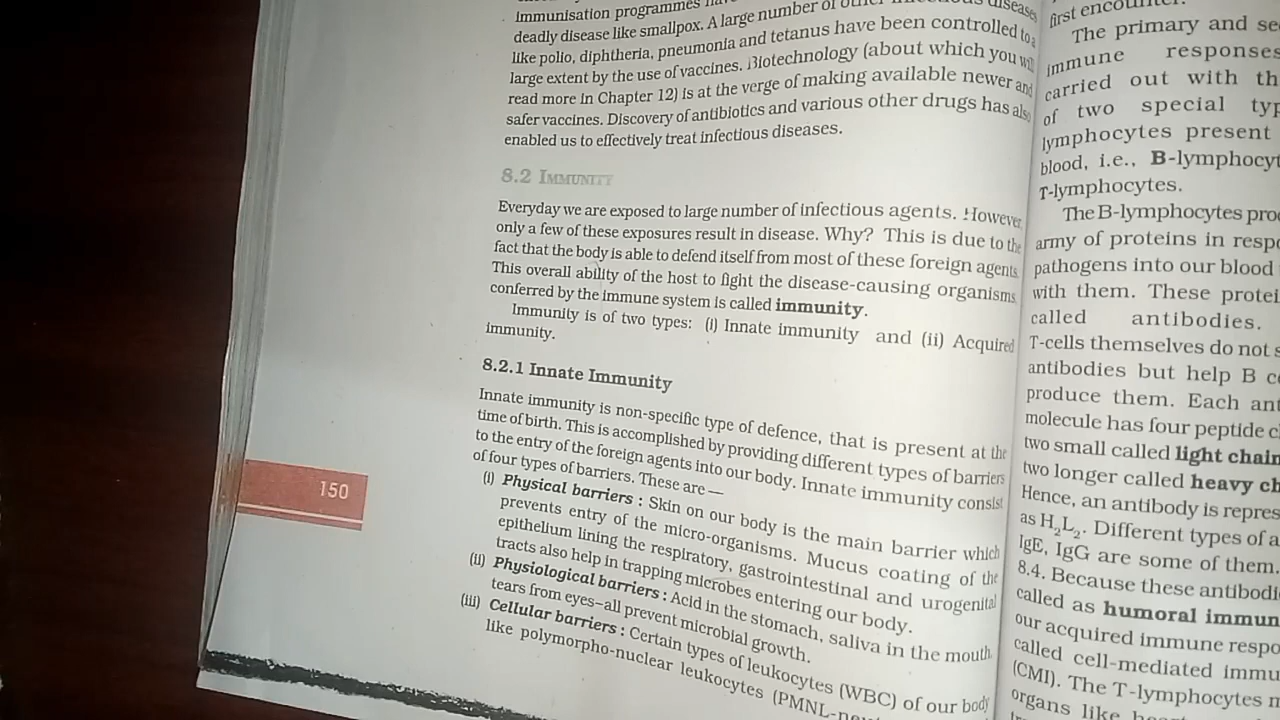 immunisation programmes
deadly disease like smallpox. A large number of other infectious diseases
like polio, diphtheria, pneumonia and tetanus have been controlled to a
large extent by the use of vaccines. Biotechnology (about which you will
read more in Chapter 12) is at the verge of making available newer and
safer vaccines. Discovery of antibiotics and various other drugs has also
enabled us to effectively treat infectious diseases.
8.2 IMMUNITY
Everyday we are exposed to large number of infectious agents. However,
only a few of these exposures result in disease. Why? This is due to the
fact that the body is able to defend itself from most of these foreign agents.
This overall ability of the host to fight the disease-causing organisms,
conferred by the immune system is called immunity.
Immunity is of two types: (i) Innate immunity and (ii) Acquired
immunity.
8.2.1 Innate Immunity
Innate immunity is non-specific type of defence, that is present at the
time of birth. This is accomplished by providing different types of barriers
to the entry of the foreign agents into our body. Innate immunity consist
of four types of barriers. These are —
(i) Physical barriers : Skin on our body is the main barrier which
prevents entry of the micro-organisms. Mucus coating of the
epithelium lining the respiratory, gastrointestinal and urogenital
tracts also help in trapping microbes entering our body.
(ii) Physiological barriers : Acid in the stomach, saliva in the mouth,
tears from eyes–all prevent microbial growth.
(iii) Cellular barriers : Certain types of leukocytes (WBC) of our body
like polymorpho-nuclear leukocytes (PMNL-
150
first encounter.
The primary and
immune responses
carried out with
of two special
lymphocytes present
blood, i.e., B-
T-lymphocytes.
The B-lymphocytes
army of proteins in
pathogens into our blood
with them. These
called antibodies.
T-cells themselves do not
antibodies but help B
produce them. Each
molecule has four peptide
two small called light
two longer called heavy
Hence, an antibody is
as H₂L₂. Different types of
IgE, IgG are some of them.
8.4. Because these
called as humoral
our acquired immune
called cell-mediated
(CMI). The T-lymphocytes
organs like